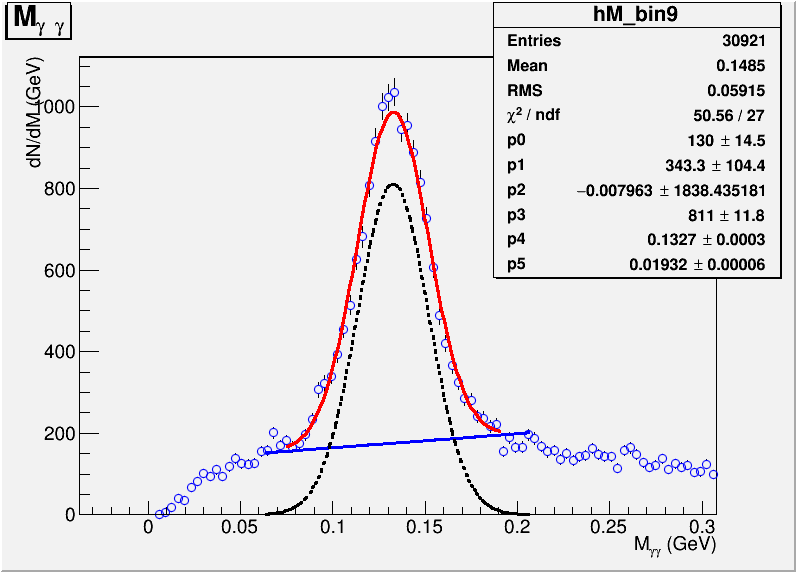 Mγ γ
hM_bin9
Entries 30921
Mean 0.1485
RMS 0.05915
χ² / ndf 50.56 / 27
p0 130 ± 14.5
p1 343.3 ± 104.4
p2 −0.007963 ± 1838.435181
p3 811 ± 11.8
p4 0.1327 ± 0.0003
p5 0.01932 ± 0.00006
dN/dM (GeV)
1000
800
600
400
200
0
0 0.05 0.1 0.15 0.2 0.25 0.3
Mγγ (GeV)